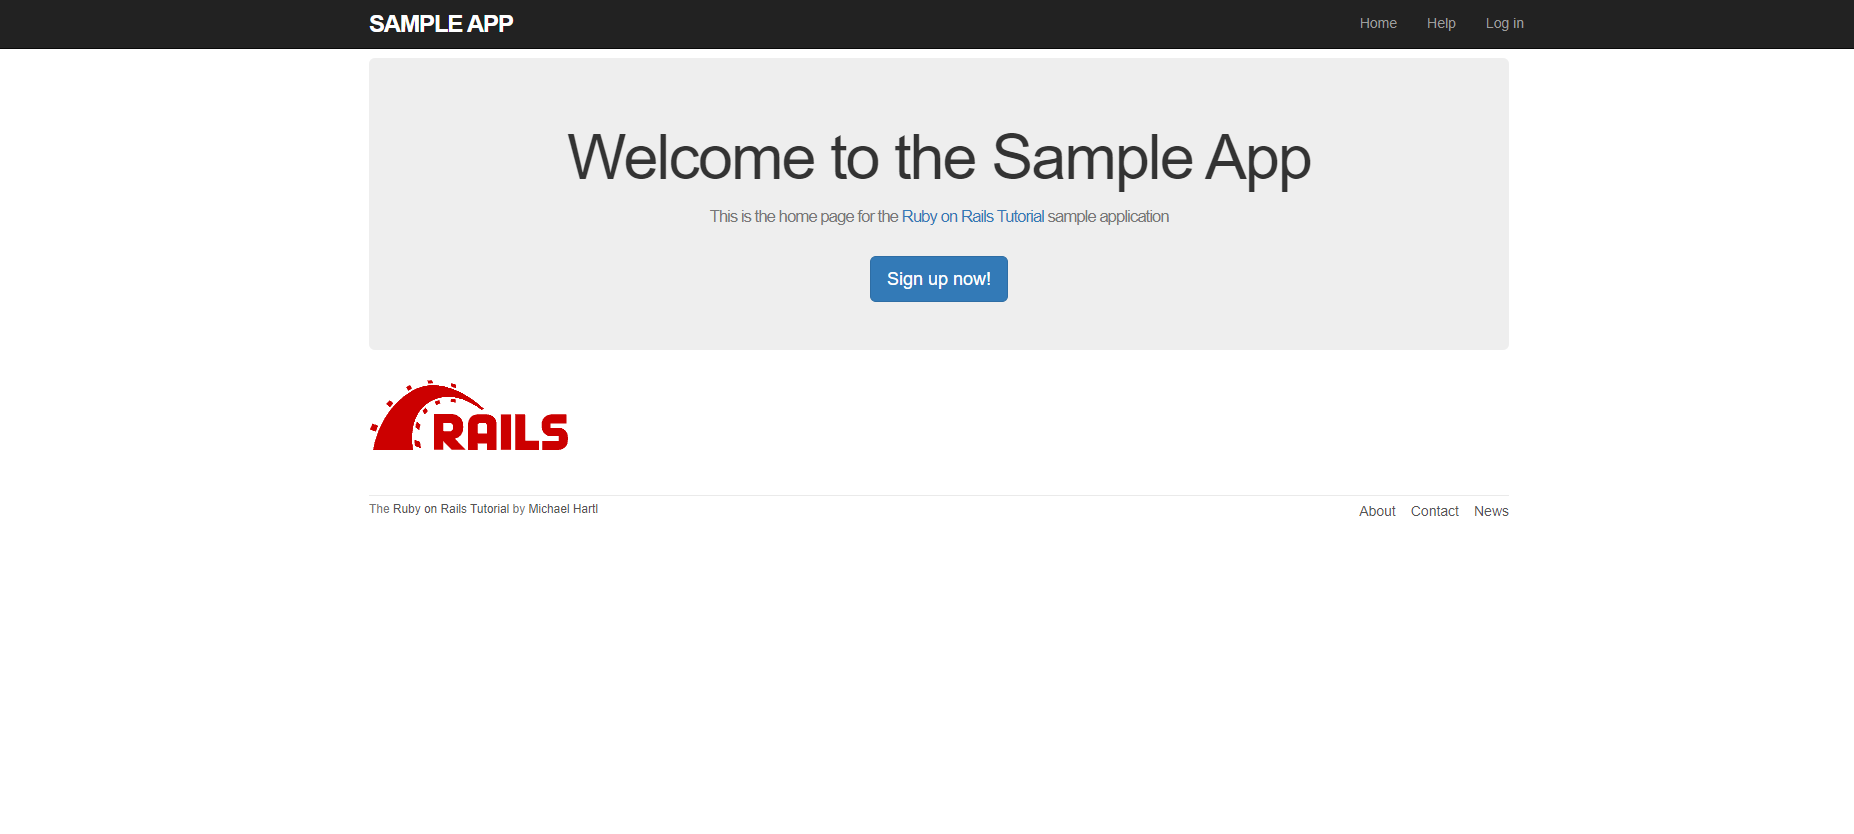 SAMPLE APP
Home Help Log in
Welcome to the Sample App
This is the home page for the Ruby on Rails Tutorial sample application
Sign up now!
RAILS
The Ruby on Rails Tutorial by Michael Hartl
About Contact News